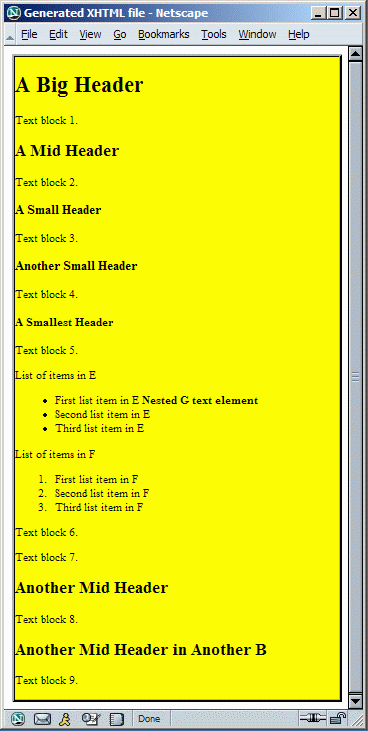 Generated XHTML file - Netscape
File Edit View Go Bookmarks Tools Window Help
A Big Header
Text block 1.
A Mid Header
Text block 2.
A Small Header
Text block 3.
Another Small Header
Text block 4.
A Smallest Header
Text block 5.
List of items in E
• First list item in E Nested G text element
• Second list item in E
• Third list item in E
List of items in F
1. First list item in F
2. Second list item in F
3. Third list item in F
Text block 6.
Text block 7.
Another Mid Header
Text block 8.
Another Mid Header in Another B
Text block 9.
Done